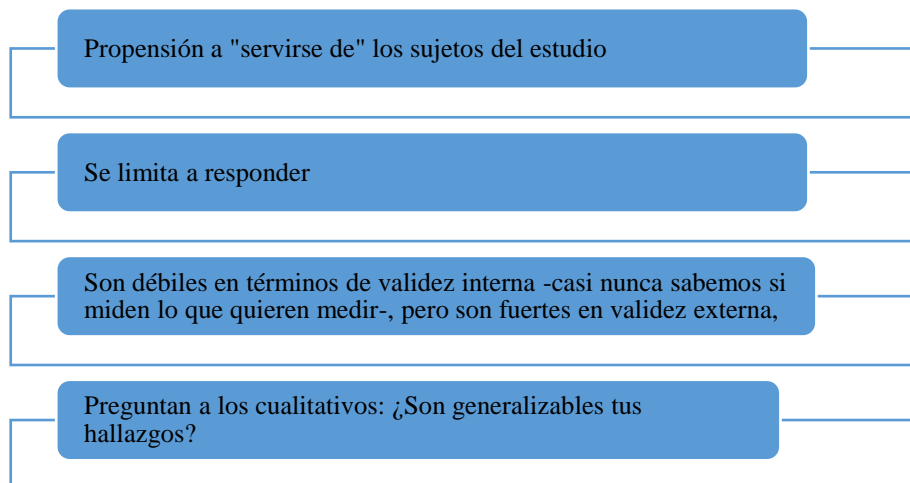 Propensión a "servirse de" los sujetos del estudio
Se limita a responder
Son débiles en términos de validez interna -casi nunca sabemos si
miden lo que quieren medir-, pero son fuertes en validez externa,
Preguntan a los cualitativos: ¿Son generalizables tus
hallazgos?